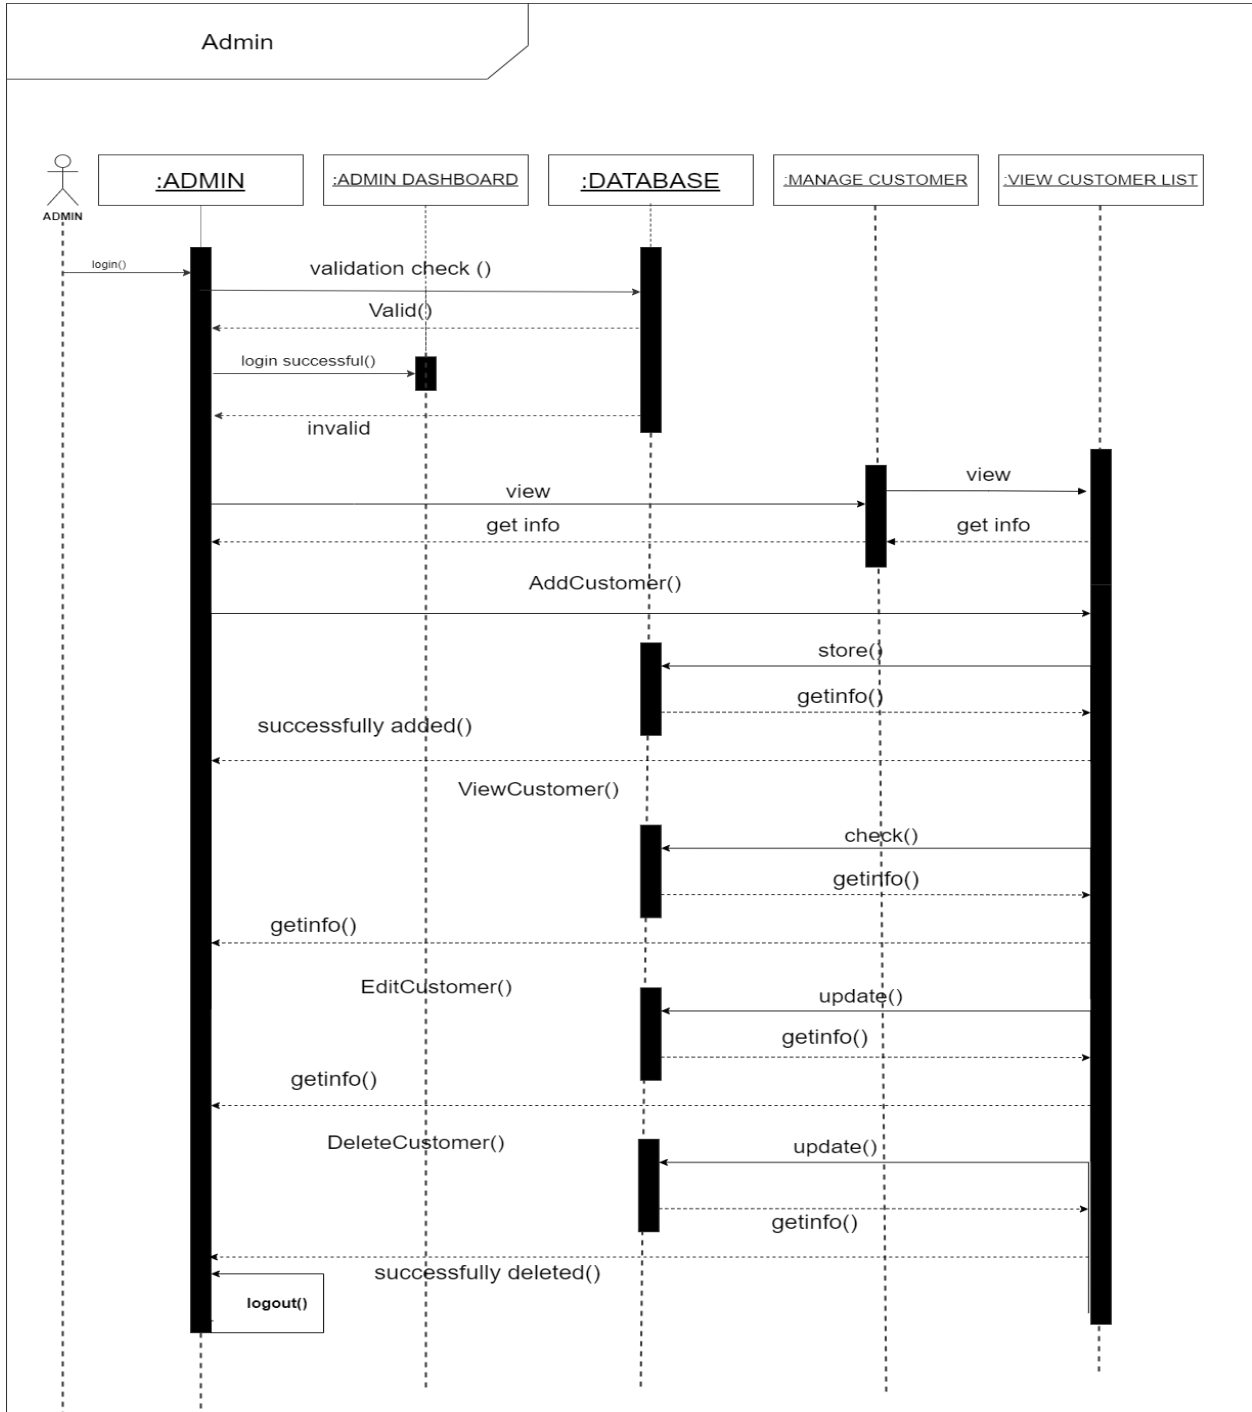 Admin
:ADMIN
:ADMIN DASHBOARD
:DATABASE
:MANAGE CUSTOMER
:VIEW CUSTOMER LIST
ADMIN
login()
validation check ()
Valid()
login successful()
invalid
view
view
get info
get info
AddCustomer()
store()
getinfo()
successfully added()
ViewCustomer()
check()
getinfo()
getinfo()
EditCustomer()
update()
getinfo()
getinfo()
DeleteCustomer()
update()
getinfo()
successfully deleted()
logout()